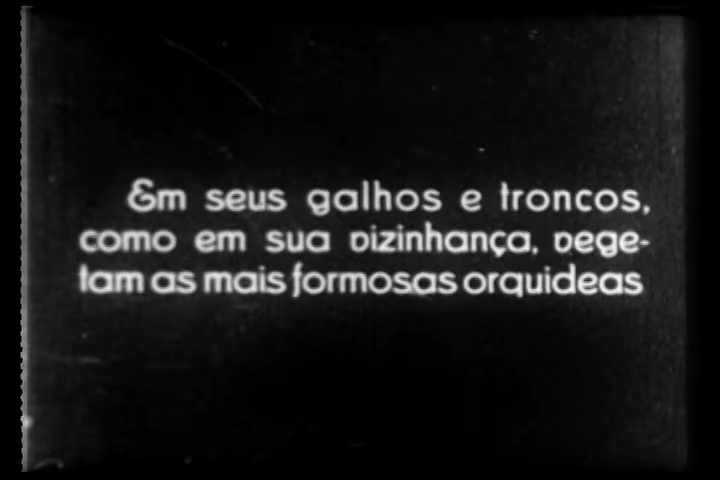 Em seus galhos e troncos,
como em sua vizinhança, vege-
tam as mais formosas orquideas